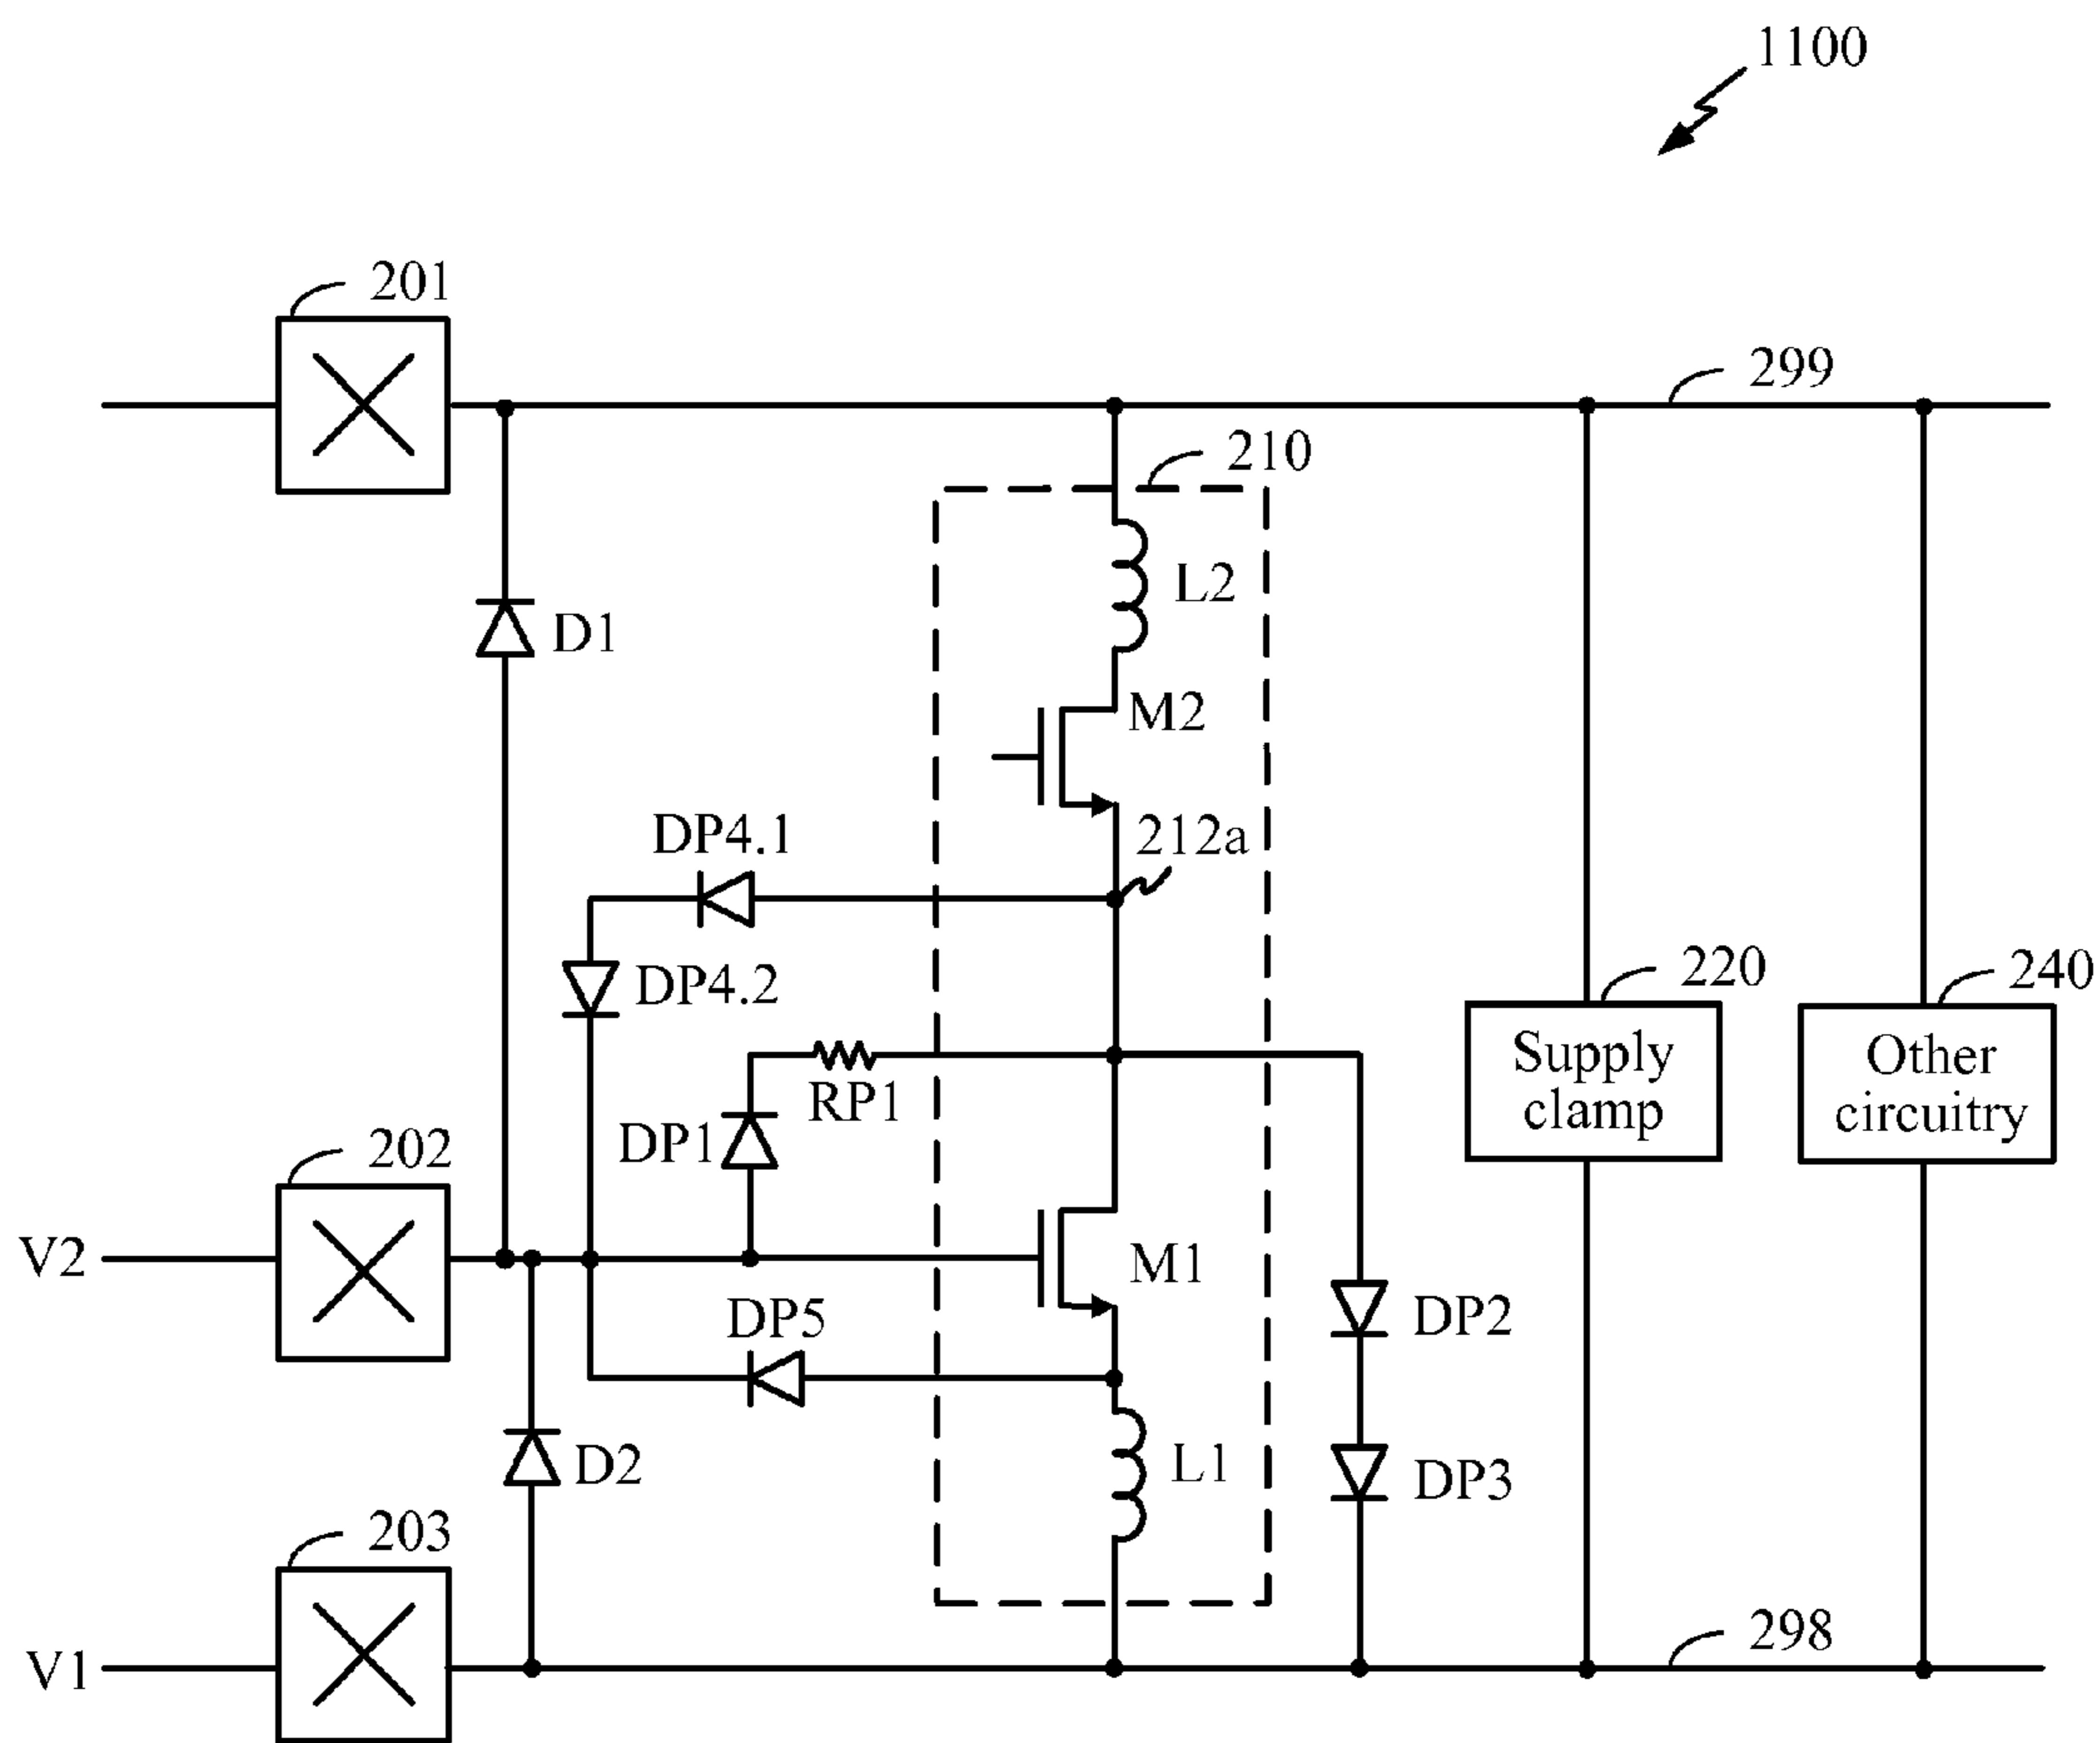 1100
201
299
210
L2
D1
M2
DP4.1
212a
DP4.2
220
240
Supply
clamp
Other
circuitry
RP1
DP1
202
V2
M1
DP5
DP2
D2
L1
DP3
203
298
V1